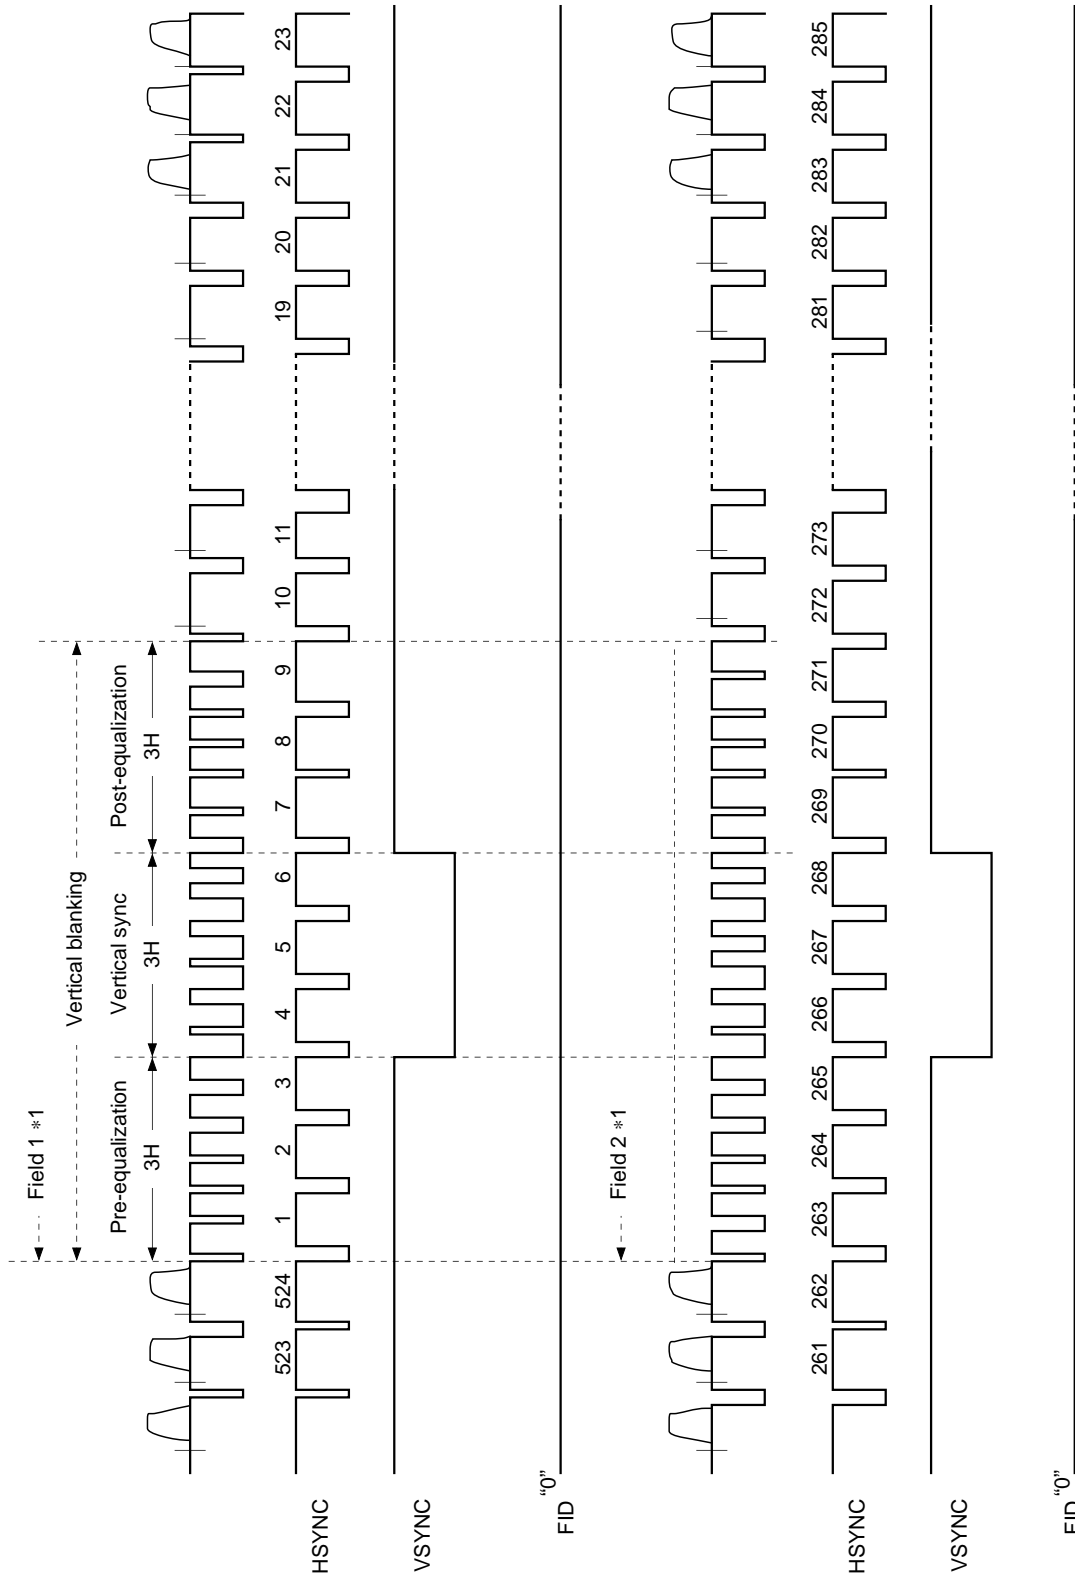 Field 1 *1
Vertical blanking
Pre-equalization
Vertical sync
Post-equalization
3H
3H
3H
HSYNC
523 524 1 2 3 4 5 6 7 8 9 10 11 19 20 21 22 23
VSYNC
FID
“0”
Field 2 *1
HSYNC
261 262 263 264 265 266 267 268 269 270 271 272 273 281 282 283 284 285
VSYNC
FID
“0”